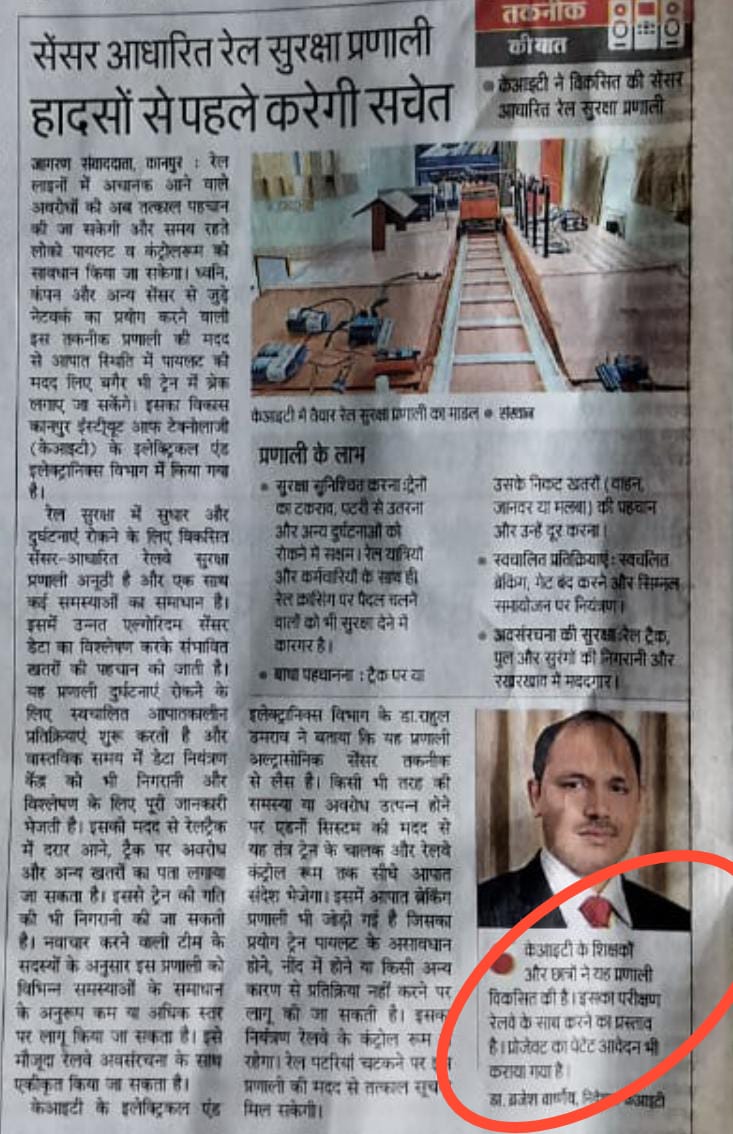 सेंसर आधारित रेल सुरक्षा प्रणाली
हादसों से पहले करेगी सचेत
तकनीक
की बात
• केआइटी ने विकसित की सेंसर
आधारित रेल सुरक्षा प्रणाली
जागरण संवाददाता, कानपुर : रेल
लाइनों में अचानक आने वाले
अवरोधों की अब तत्काल पहचान
की जा सकेगी और समय रहते
लोको पायलट व कंट्रोलरूम को
सावधान किया जा सकेगा। ध्वनि,
कंपन और अन्य सेंसर से जुड़े
नेटवर्क का प्रयोग करने वाली
इस तकनीक प्रणाली की मदद
से आपात स्थिति में पायलट की
मदद लिए बगैर भी ट्रेन में ब्रेक
लगाए जा सकेंगे। इसका विकास
कानपुर इंस्टीट्यूट आफ टेक्नोलाजी
(केआइटी) के इलेक्ट्रिकल एंड
इलेक्ट्रानिक्स विभाग में किया गया
है।
रेल सुरक्षा में सुधार और
दुर्घटनाएं रोकने के लिए विकसित
सेंसर-आधारित रेलवे सुरक्षा
प्रणाली अनूठी है और एक साथ
कई समस्याओं का समाधान है।
इसमें उन्नत एल्गोरिदम सेंसर
डेटा का विश्लेषण करके संभावित
खतरों की पहचान की जाती है।
यह प्रणाली दुर्घटनाएं रोकने के
लिए स्वचालित आपातकालीन
प्रतिक्रियाएं शुरू करती है और
वास्तविक समय में डेटा नियंत्रण
केंद्र को भी निगरानी और
विश्लेषण के लिए पूरी जानकारी
भेजती है। इसकी मदद से रेलट्रैक
में दरार आने, ट्रैक पर अवरोध
और अन्य खतरों का पता लगाया
जा सकता है। इससे ट्रेन की गति
की भी निगरानी की जा सकती
है। नवाचार करने वाली टीम के
सदस्यों के अनुसार इस प्रणाली को
विभिन्न समस्याओं के समाधान
के अनुरूप कम या अधिक स्तर
पर लागू किया जा सकता है। इसे
मौजूदा रेलवे अवसंरचना के साथ
एकीकृत किया जा सकता है।
केआइटी के इलेक्ट्रिकल एंड
केआइटी में तैयार रेल सुरक्षा प्रणाली का माडल • संस्थान
प्रणाली के लाभ
• सुरक्षा सुनिश्चित करना :ट्रेनों
का टकराव, पटरी से उतरना
और अन्य दुर्घटनाओं को
रोकने में सक्षम। रेल यात्रियों
और कर्मचारियों के साथ ही
रेल क्रासिंग पर पैदल चलने
वालों को भी सुरक्षा देने में
कारगर है।
• बाधा पहचानना : ट्रैक पर या
उसके निकट खतरों (वाहन,
जानवर या मलबा) की पहचान
और उन्हें दूर करना।
• स्वचालित प्रतिक्रियाएं : स्वचलित
ब्रेकिंग, गेट बंद करने और सिग्नल
समायोजन पर नियंत्रण।
• अवसंरचना की सुरक्षा :रेल ट्रैक,
पुल और सुरंगों की निगरानी और
रखरखाव में मददगार।
इलेक्ट्रानिक्स विभाग के डा.राहुल
उमराव ने बताया कि यह प्रणाली
अल्ट्रासोनिक सेंसर तकनीक
से लैस है। किसी भी तरह की
समस्या या अवरोध उत्पन्न होने
पर एडर्नो सिस्टम की मदद से
यह तंत्र ट्रेन के चालक और रेलवे
कंट्रोल रूम तक सीधे आपात
संदेश भेजेगा। इसमें आपात ब्रेकिंग
प्रणाली भी जोड़ी गई है जिसका
प्रयोग ट्रेन पायलट के असावधान
होने, नींद में होने या किसी अन्य
कारण से प्रतिक्रिया नहीं करने पर
लागू की जा सकती है। इसका
नियंत्रण रेलवे के कंट्रोल रूम
रहेगा। रेल पटरियां चटकने पर
प्रणाली की मदद से तत्काल
मिल सकेगी।
• केआइटी के शिक्षकों
और छात्रों ने यह प्रणाली
विकसित की है। इसका परीक्षण
रेलवे के साथ करने का प्रस्ताव
है। प्रोजेक्ट का पेटेंट आवेदन भी
कराया गया है।
डा. ब्रजेश वार्ष्णेय, केआइटी